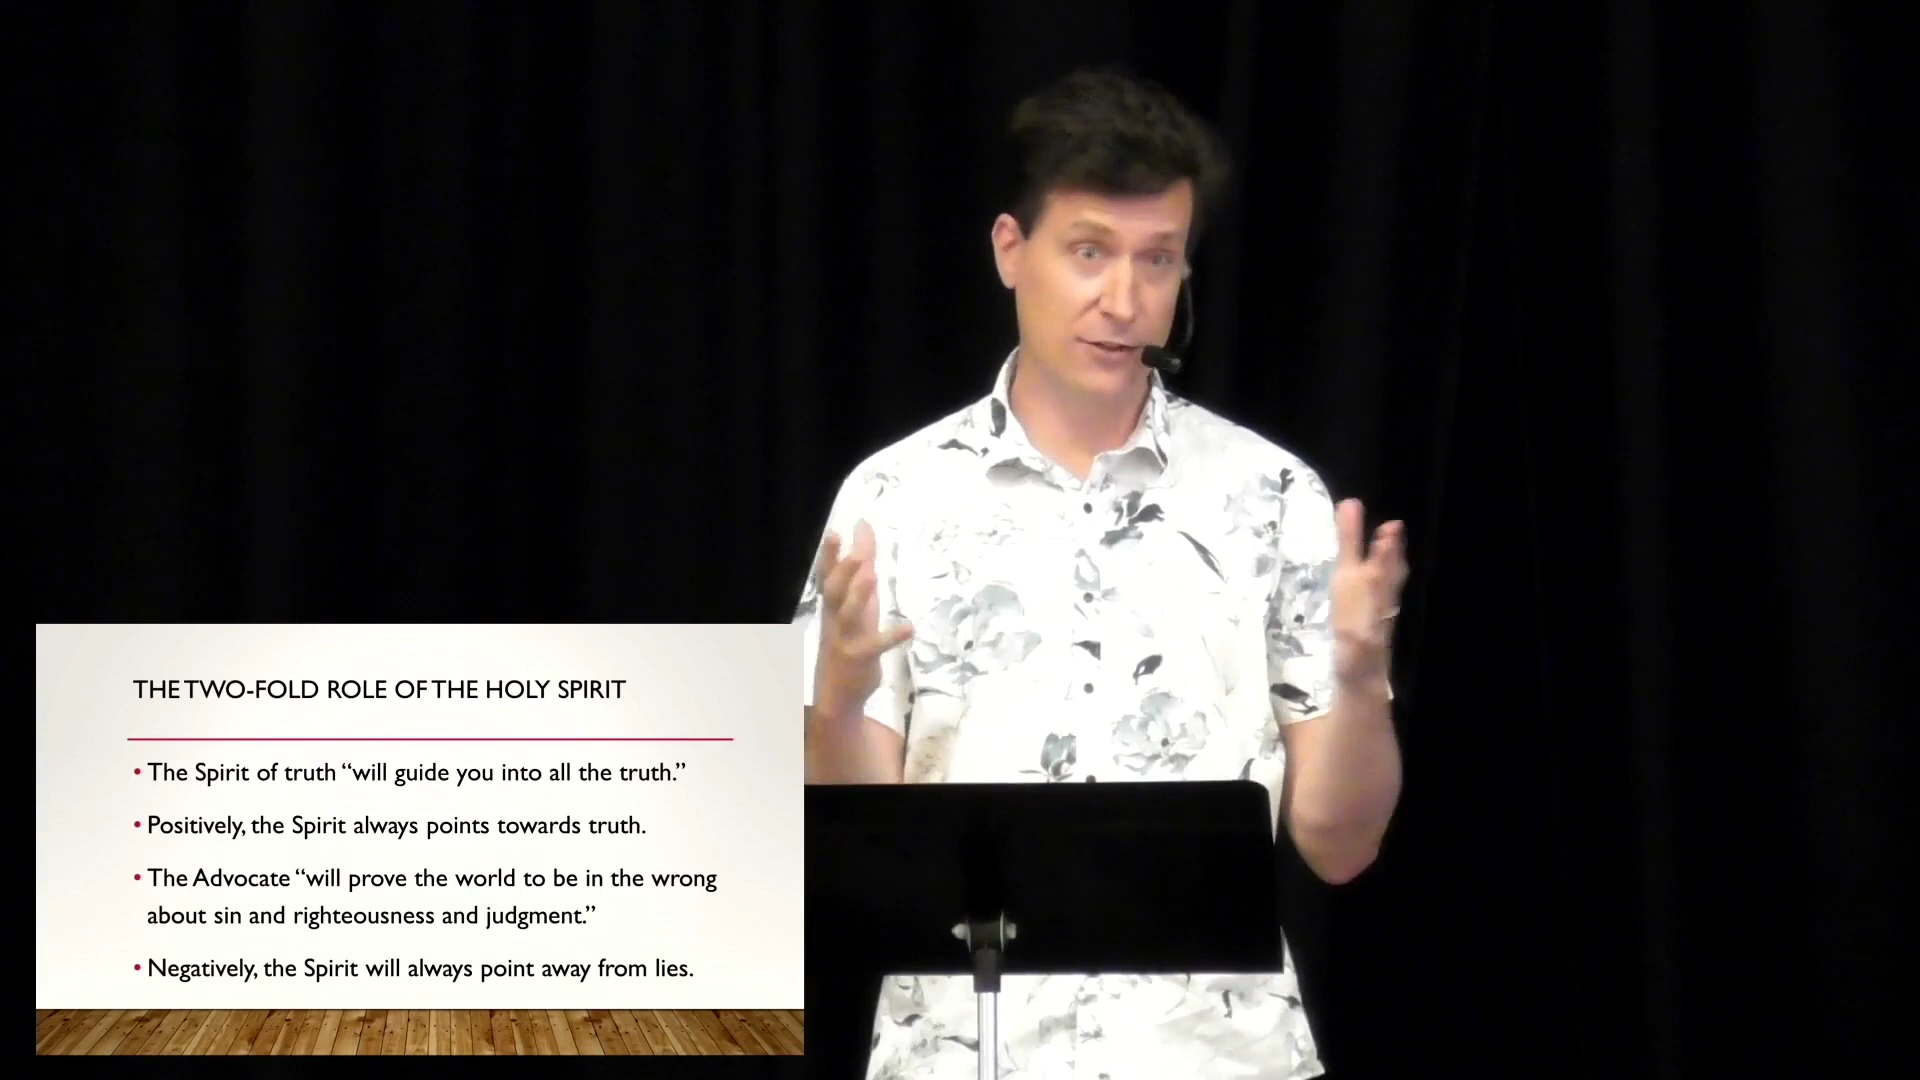 THE TWO-FOLD ROLE OF THE HOLY SPIRIT
• The Spirit of truth “will guide you into all the truth.”
• Positively, the Spirit always points towards truth.
• The Advocate “will prove the world to be in the wrong
about sin and righteousness and judgment.”
• Negatively, the Spirit will always point away from lies.